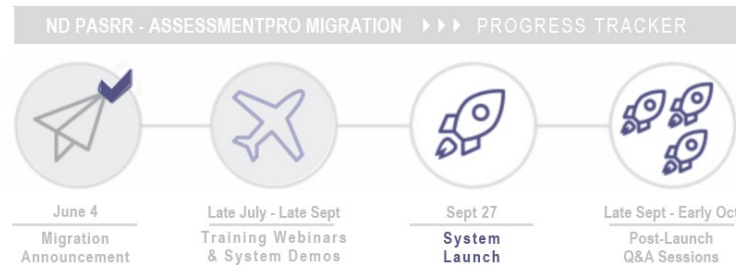 ND PASRR - ASSESSMENTPRO MIGRATION PROGRESS TRACKER
June 4
Migration
Announcement
Late July - Late Sept
Training Webinars
& System Demos
Sept 27
System
Launch
Late Sept - Early Oct
Post-Launch
Q&A Sessions